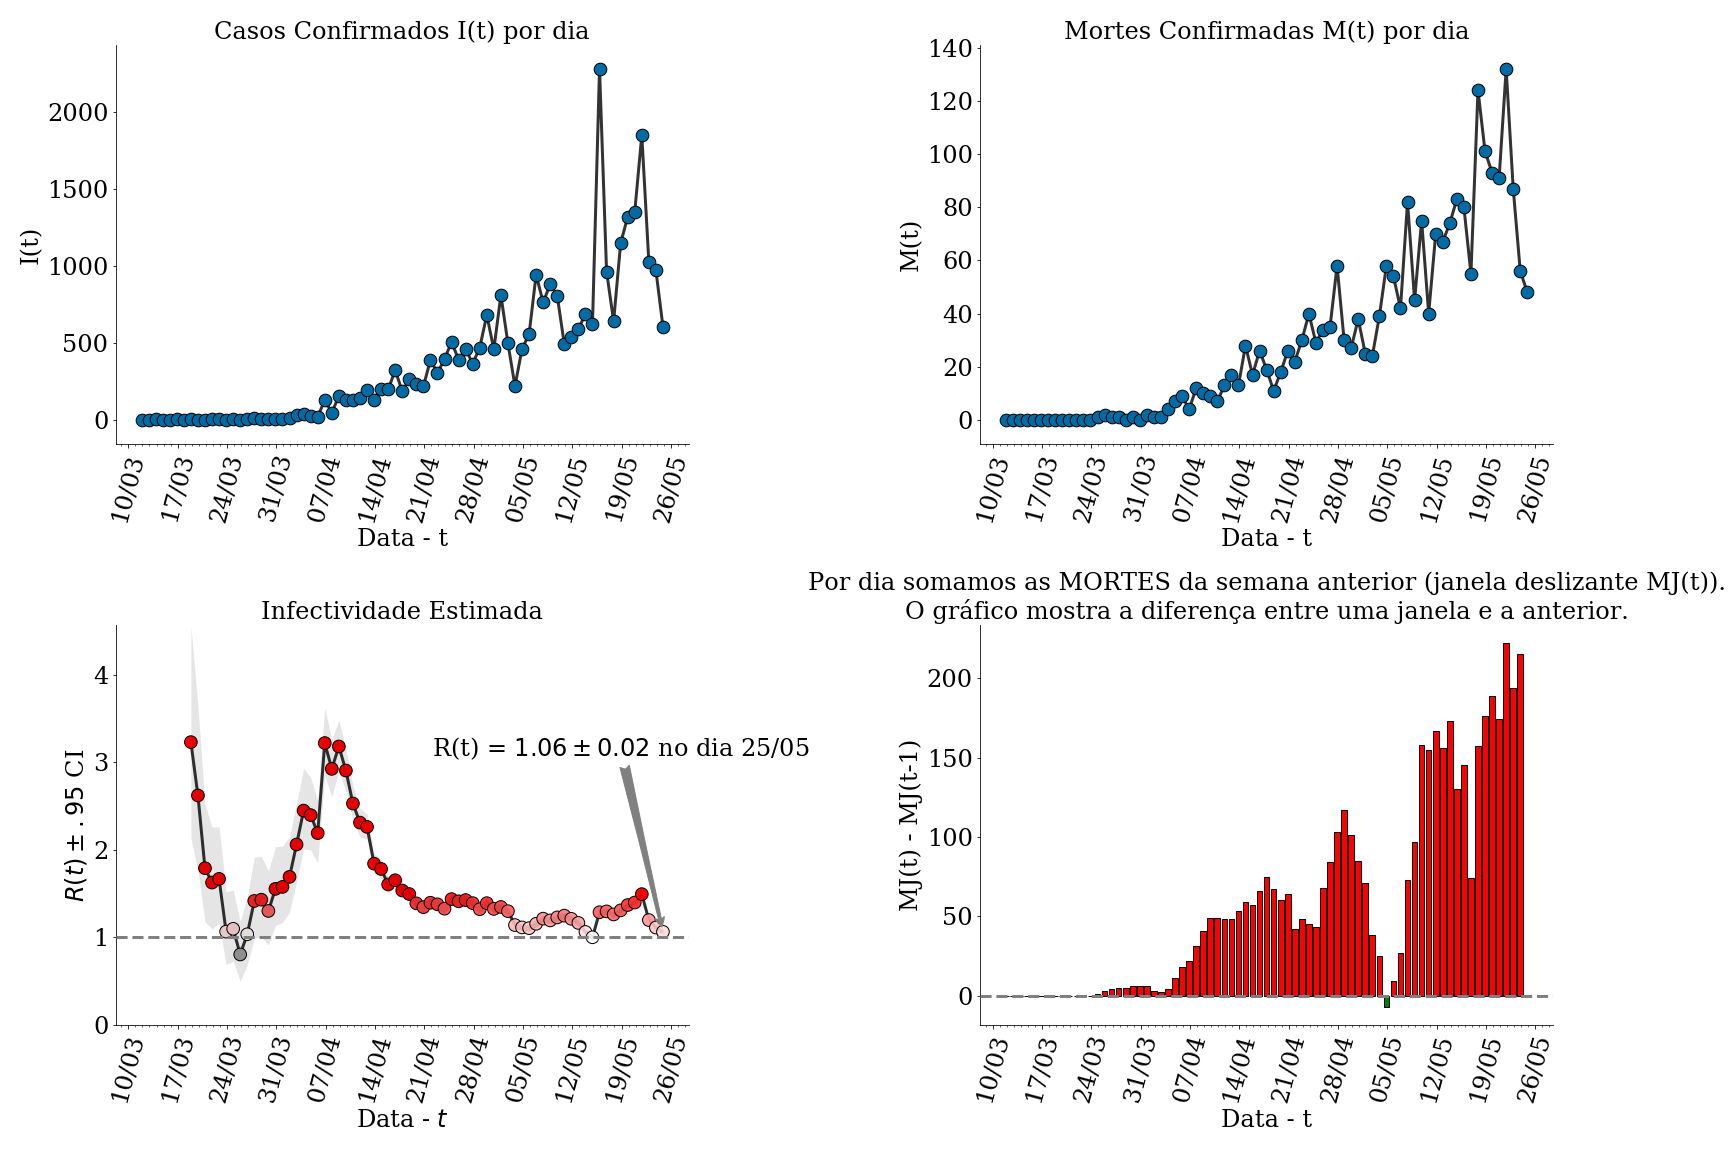 Casos Confirmados I(t) por dia
I(t)
2000
1500
1000
500
0
10/03 17/03 24/03 31/03 07/04 14/04 21/04 28/04 05/05 12/05 19/05 26/05
Data - t
Mortes Confirmadas M(t) por dia
M(t)
140
120
100
80
60
40
20
0
10/03 17/03 24/03 31/03 07/04 14/04 21/04 28/04 05/05 12/05 19/05 26/05
Data - t
Infectividade Estimada
R(t) ± .95 CI
4
3
2
1
0
R(t) = 1.06 ± 0.02 no dia 25/05
10/03 17/03 24/03 31/03 07/04 14/04 21/04 28/04 05/05 12/05 19/05 26/05
Data - t
Por dia somamos as MORTES da semana anterior (janela deslizante MJ(t)).
O gráfico mostra a diferença entre uma janela e a anterior.
MJ(t) - MJ(t-1)
200
150
100
50
0
10/03 17/03 24/03 31/03 07/04 14/04 21/04 28/04 05/05 12/05 19/05 26/05
Data - t